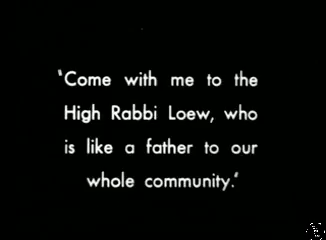 "Come with me to the
High Rabbi Loew, who
is like a father to our
whole community."